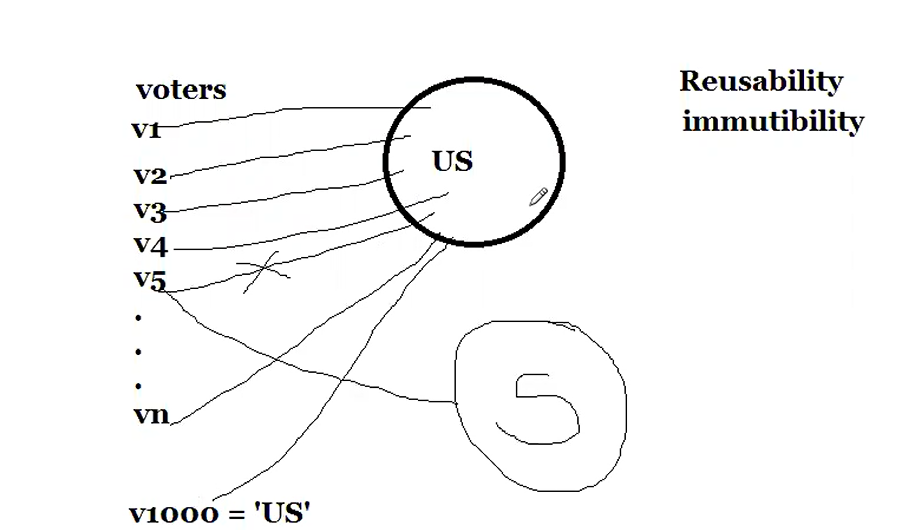 voters
v1
v2
v3
v4
v5
.
.
.
vn
v1000 = 'US'
US
5
Reusability
immutibility